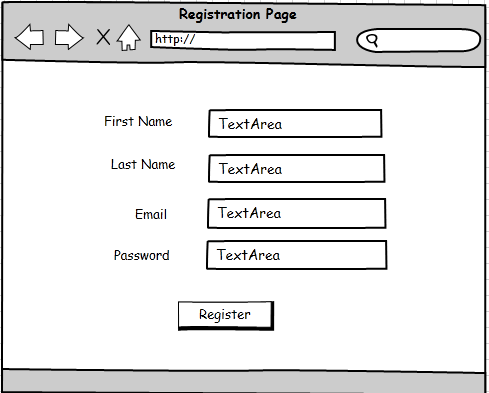 Registration Page
http://
First Name TextArea
Last Name TextArea
Email TextArea
Password TextArea
Register